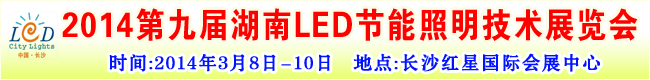 LED
City Lights
中国·长沙
2014第九届湖南LED节能照明技术展览会
时间:2014年3月8日-10日 地点:长沙红星国际会展中心